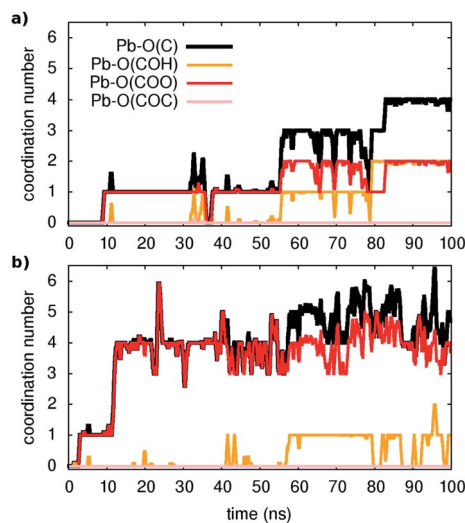 a)
6
Pb-O(C)
Pb-O(COH)
Pb-O(COO)
Pb-O(COC)
5
4
3
2
1
0
coordination number
0 10 20 30 40 50 60 70 80 90 100
b)
6
5
4
3
2
1
0
coordination number
0 10 20 30 40 50 60 70 80 90 100
time (ns)